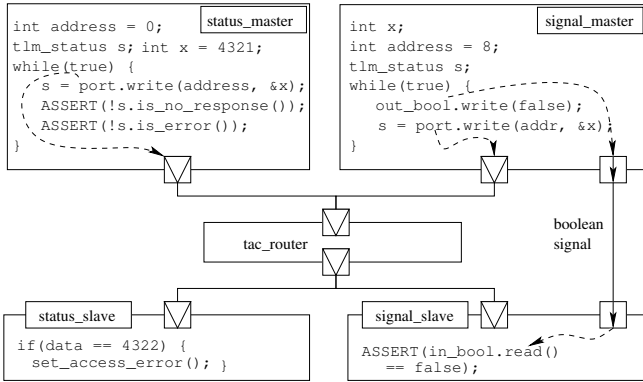 status_master
int address = 0;
tlm_status s; int x = 4321;
while(true) {
s = port.write(address, &x);
ASSERT(!s.is_no_response());
ASSERT(!s.is_error());
}
signal_master
int x;
int address = 8;
tlm_status s;
while(true) {
out_bool.write(false);
s = port.write(addr, &x);
}
tac_router
boolean
signal
status_slave
if(data == 4322) {
set_access_error(); }
signal_slave
ASSERT(in_bool.read()
== false);